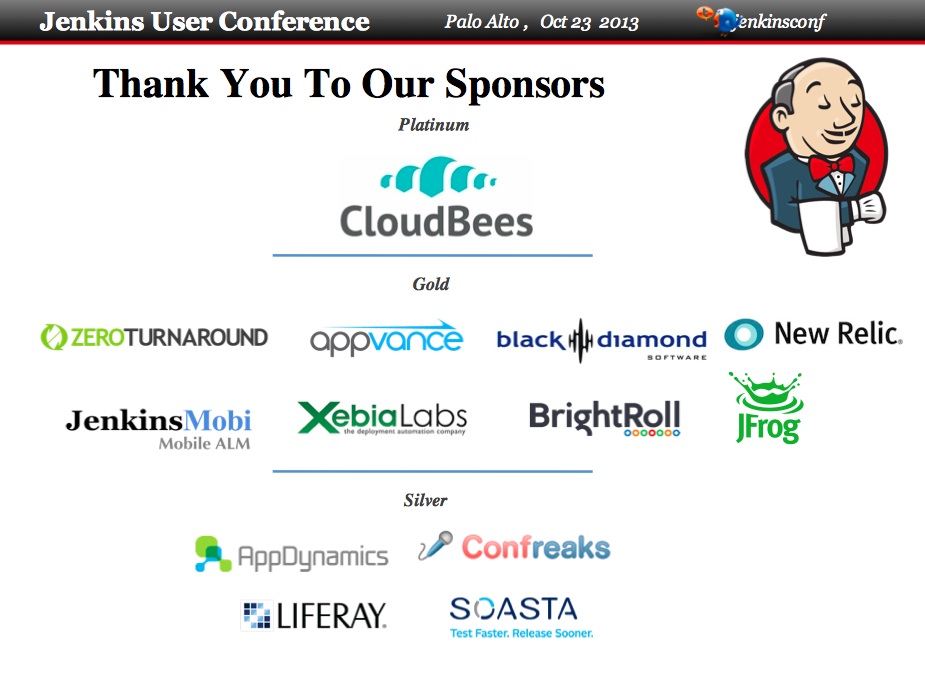 Jenkins User Conference
Palo Alto , Oct 23 2013
jenkinsconf
Thank You To Our Sponsors
Platinum
CloudBees
Gold
ZEROTURNAROUND
appvance
black diamond
SOFTWARE
New Relic.
JenkinsMobi
Mobile ALM
XebiaLabs
the deployment automation company
BrightRoll
JFrog
Silver
AppDynamics
Confreaks
LIFERAY.
SOASTA
Test Faster. Release Sooner.